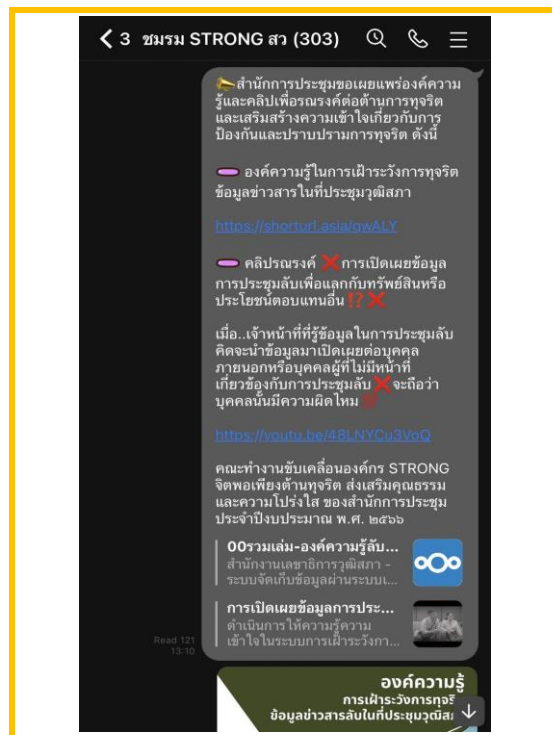 3 ชมรม STRONG สว (303)
สำนักการประชุมขอเผยแพร่องค์ความ
รู้และคลิปเพื่อรณรงค์ต่อต้านการทุจริต
และเสริมสร้างความเข้าใจเกี่ยวกับการ
ป้องกันและปราบปรามการทุจริต ดังนี้
องค์ความรู้ในการเฝ้าระวังการทุจริต
ข้อมูลข่าวสารในที่ประชุมวุฒิสภา
https://shorturl.asia/qwALY
คลิปรณรงค์ ❌การเปิดเผยข้อมูล
การประชุมลับเพื่อแลกกับทรัพย์สินหรือ
ประโยชน์ตอบแทนอื่น⁉️❌
เมื่อ..เจ้าหน้าที่ที่รู้ข้อมูลในการประชุมลับ
คิดจะนำข้อมูลมาเปิดเผยต่อบุคคล
ภายนอกหรือบุคคลผู้ที่ไม่มีหน้าที่
เกี่ยวข้องกับการประชุมลับ❌จะถือว่า
บุคคลนั้นมีความผิดไหม💯
https://youtu.be/48LNYCu3VoQ
คณะทำงานขับเคลื่อนองค์กร STRONG
จิตพอเพียงต้านทุจริต ส่งเสริมคุณธรรม
และความโปร่งใส ของสำนักการประชุม
ประจำปีงบประมาณ พ.ศ. ๒๕๖๖
00รวมเล่ม-องค์ความรู้ลับ...
สำนักงานเลขาธิการวุฒิสภา -
ระบบจัดเก็บข้อมูลผ่านระบบเ...
การเปิดเผยข้อมูลการประ...
ดำเนินการให้ความรู้ความ
เข้าใจในระบบการเฝ้าระวังกา...
Read 121
13:10
องค์ความรู้
การเฝ้าระวังการทุจริ
ข้อมูลข่าวสารลับในที่ประชุมวุฒิส